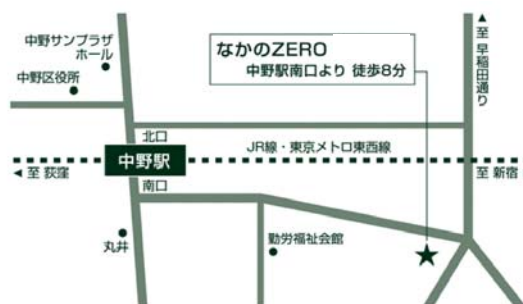 中野サンプラザ
ホール
中野区役所
なかのZERO
中野駅南口より 徒歩8分
▲至 早稲田通り
北口
JR線・東京メトロ東西線
中野駅
◀至 荻窪
至 新宿
南口
丸井
勤労福祉会館